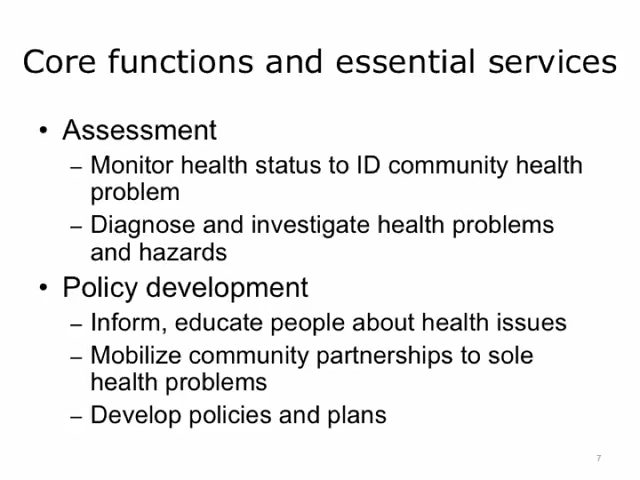 Core functions and essential services
• Assessment
– Monitor health status to ID community health
problem
– Diagnose and investigate health problems
and hazards
• Policy development
– Inform, educate people about health issues
– Mobilize community partnerships to sole
health problems
– Develop policies and plans
7